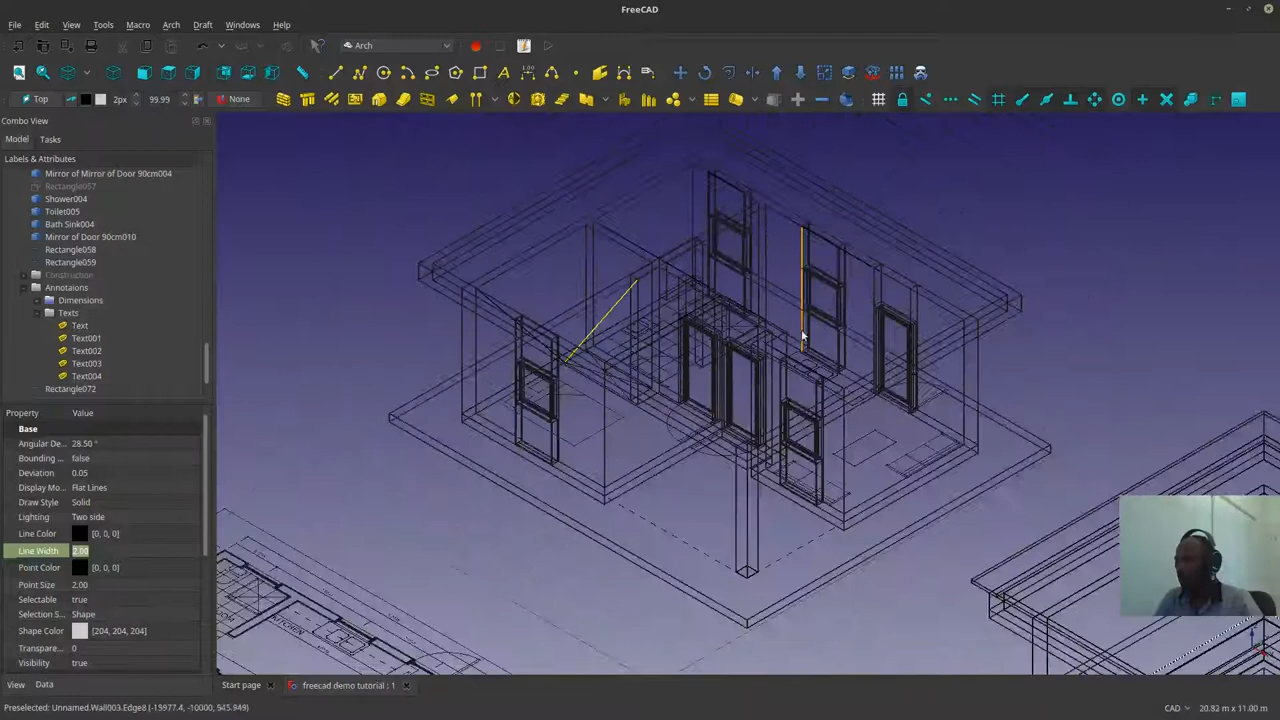 FreeCAD
File Edit View Tools Macro Arch Draft Windows Help
Arch
Top 2px 99.99 None
Combo View
Model Tasks
Labels & Attributes
Mirror of Mirror of Door 90cm004
Rectangle057
Shower004
Toilet005
Bath Sink004
Mirror of Door 90cm010
Rectangle058
Rectangle059
Construction
Annotaions
Dimensions
Texts
Text
Text001
Text002
Text003
Text004
Rectangle072
Property Value
Base
Angular De... 28.50 °
Bounding ... false
Deviation 0.05
Display Mo... Flat Lines
Draw Style Solid
Lighting Two side
Line Color [0, 0, 0]
Line Width 2.00
Point Color [0, 0, 0]
Point Size 2.00
Selectable true
Selection S... Shape
Shape Color [204, 204, 204]
Transpare... 0
Visibility true
KITCHEN
View Data
Start page freecad demo tutorial : 1
Preselected: Unnamed.Wall003.Edge8 (-15977.4, -10000, 545.949)
CAD 20.82 m x 11.00 m